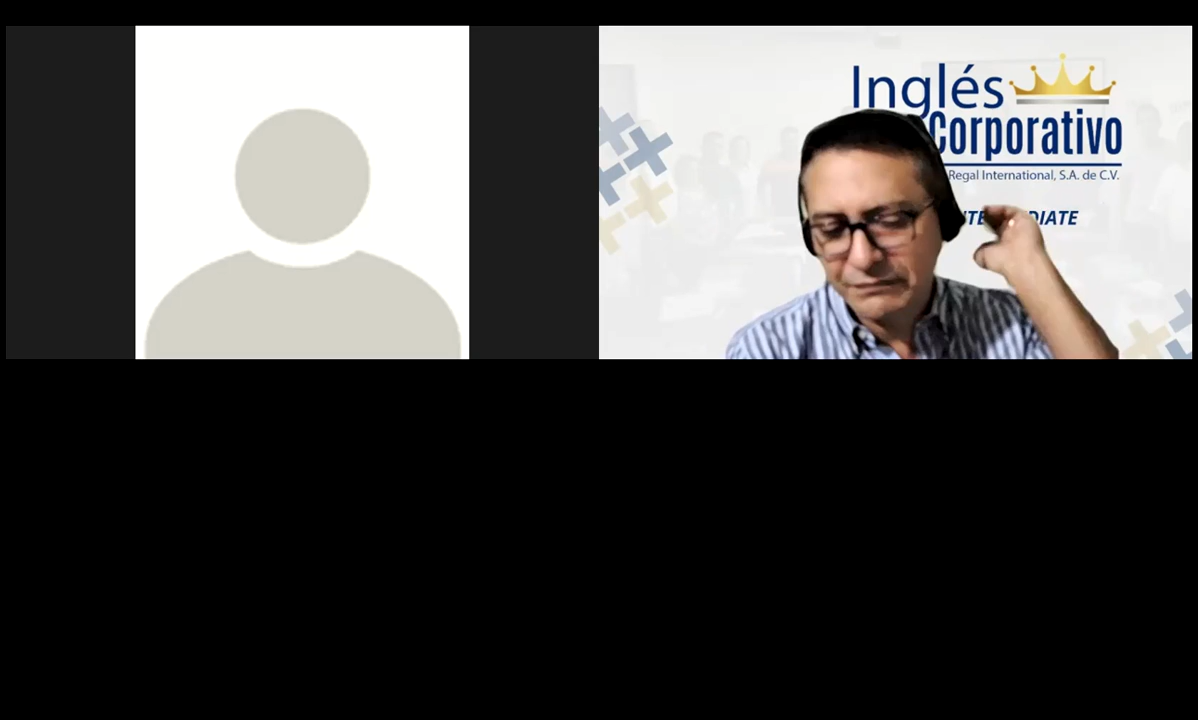 Inglés
Corporativo
Regal International, S.A. de C.V.